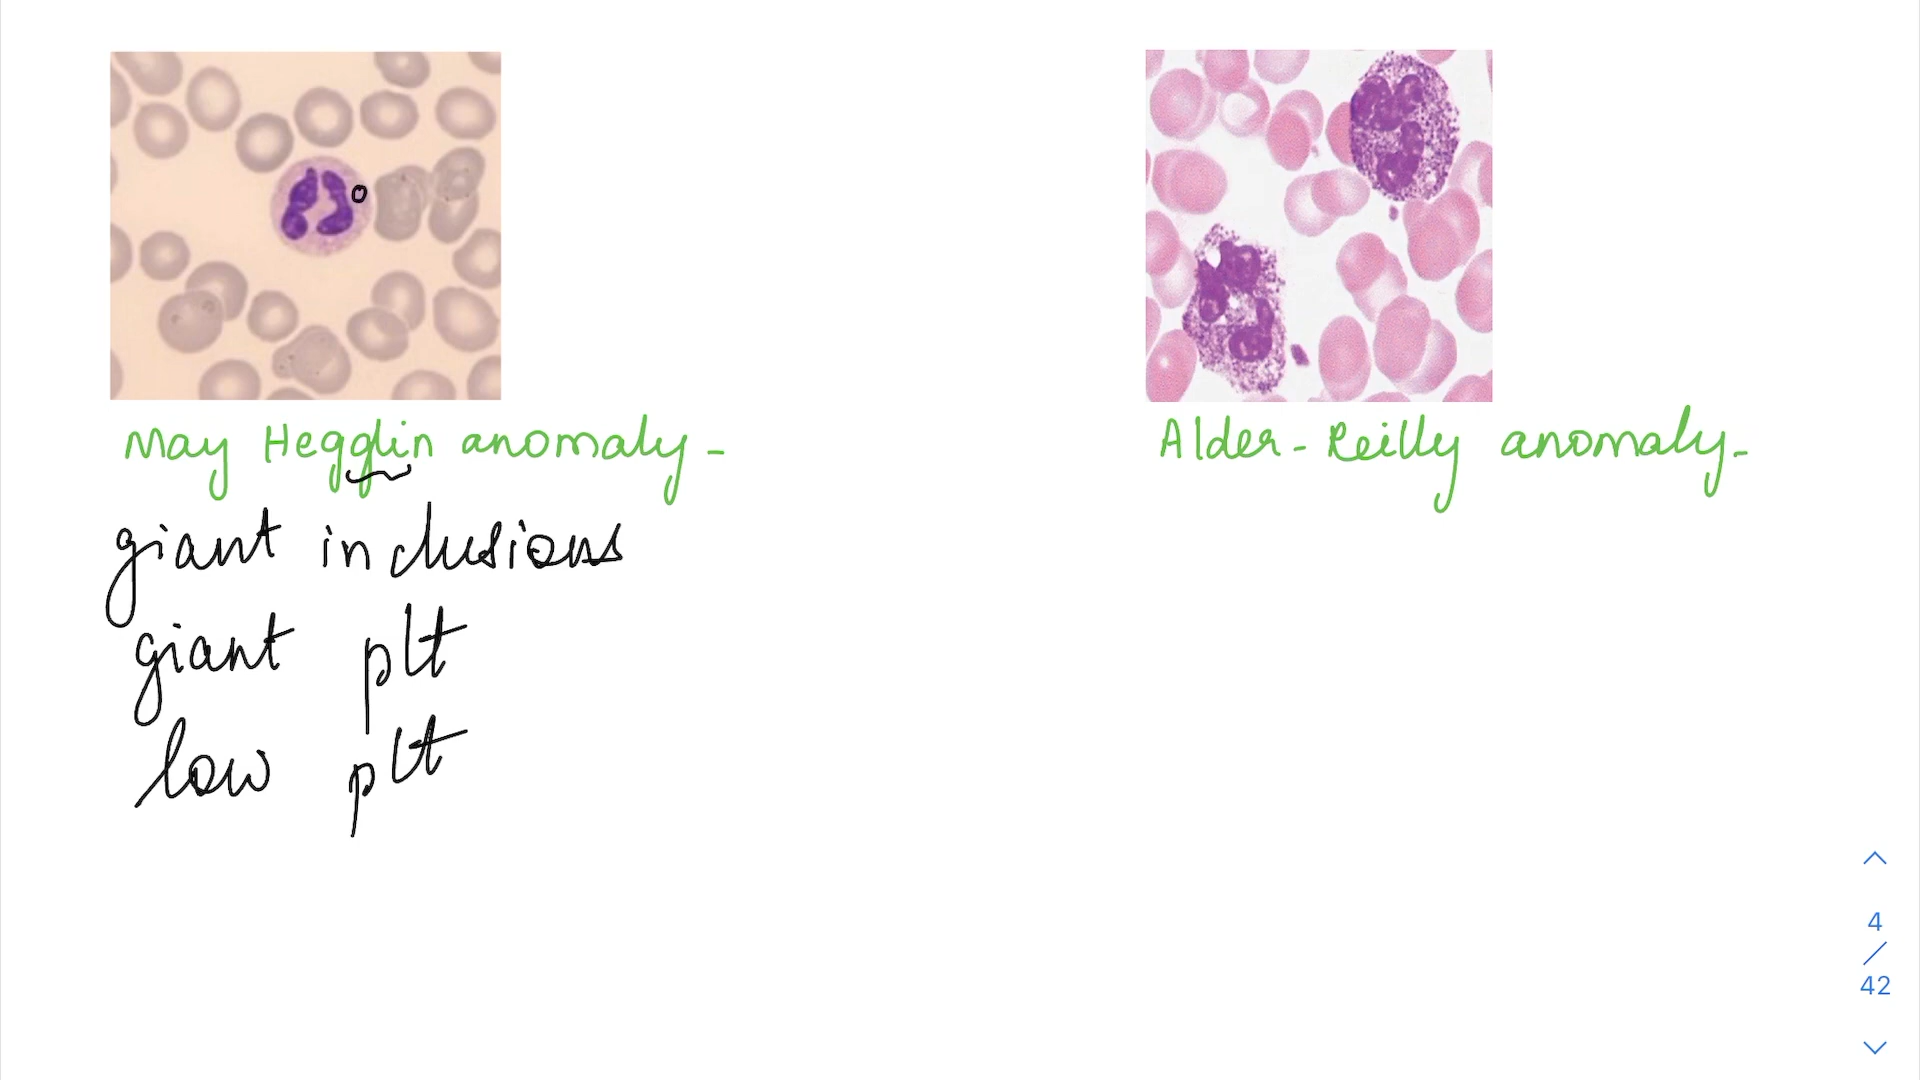 May Hegglin anomaly -
giant inclusions
giant plt
low plt
Alder-Reilly anomaly-
4
/
42